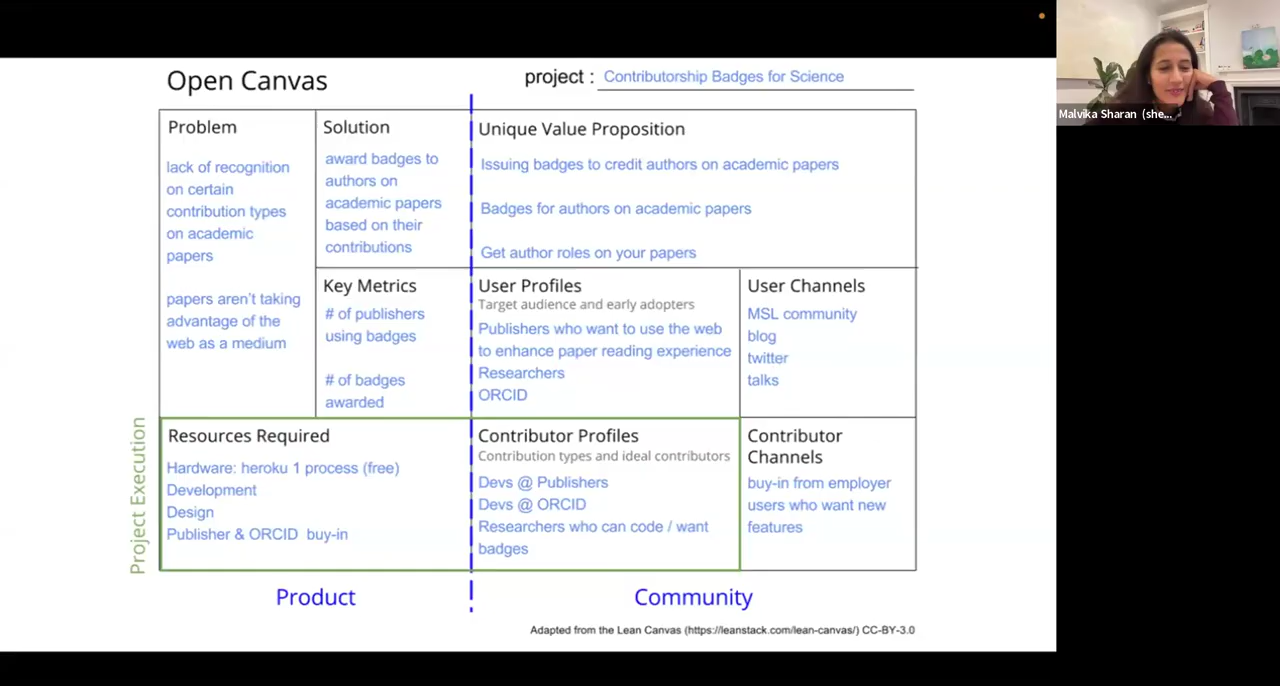 Open Canvas
project : Contributorship Badges for Science
Problem
lack of recognition
on certain
contribution types
on academic
papers
papers aren't taking
advantage of the
web as a medium
Solution
award badges to
authors on
academic papers
based on their
contributions
Key Metrics
# of publishers
using badges
# of badges
awarded
Unique Value Proposition
Issuing badges to credit authors on academic papers
Badges for authors on academic papers
Get author roles on your papers
User Profiles
Target audience and early adopters
Publishers who want to use the web
to enhance paper reading experience
Researchers
ORCID
User Channels
MSL community
blog
twitter
talks
Project Execution
Resources Required
Hardware: heroku 1 process (free)
Development
Design
Publisher & ORCID buy-in
Contributor Profiles
Contribution types and ideal contributors
Devs @ Publishers
Devs @ ORCID
Researchers who can code / want
badges
Contributor
Channels
buy-in from employer
users who want new
features
Product
Community
Adapted from the Lean Canvas (https://leanstack.com/lean-canvas/) CC-BY-3.0
Malvika Sharan (she...